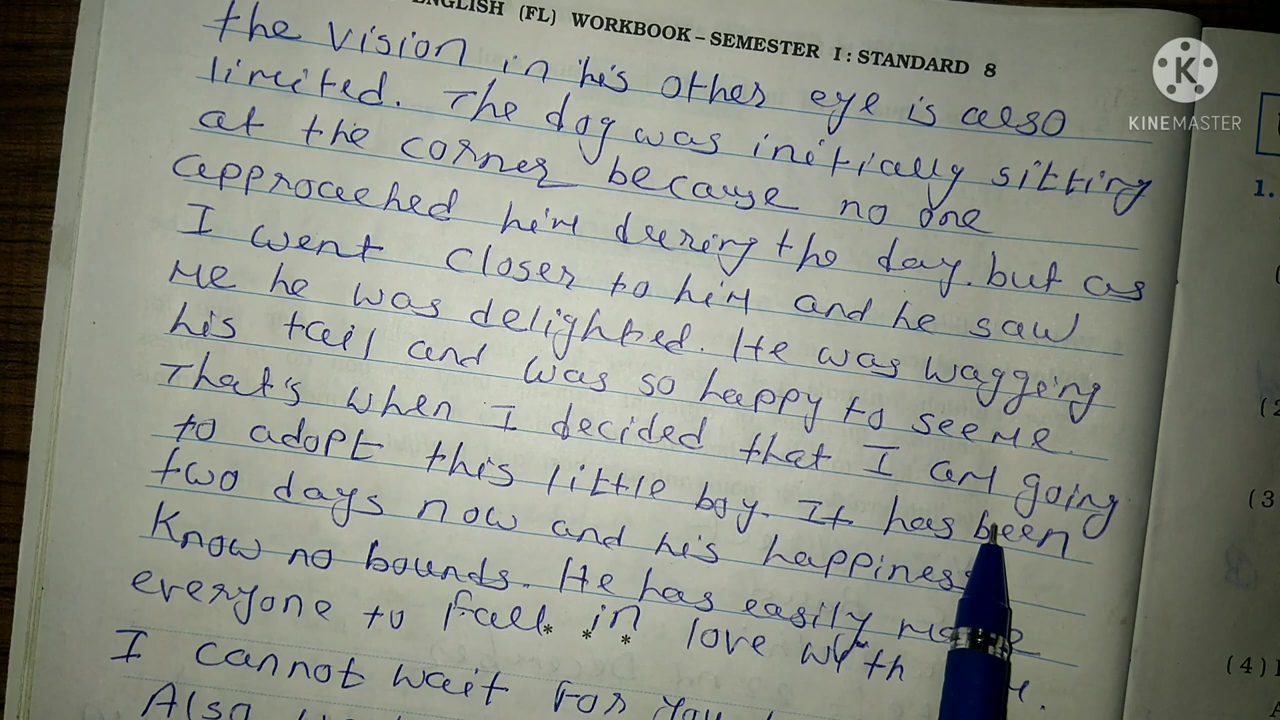 ENGLISH (FL) WORKBOOK – SEMESTER I : STANDARD 8
K
KINEMASTER
the vision in his other eye is also
limited. The dog was initially sitting
at the corner because no one
approached him during the day. but as
I went closer to him and he saw
me he was delighted. He was wagging
his tail and was so happy to see me.
That's when I decided that I am going
to adopt this little boy. It has been
two days now and his happiness
know no bounds. He has easily made
everyone to fall in love with
* * *
I cannot wait for you
Also
1.
(3
(4)